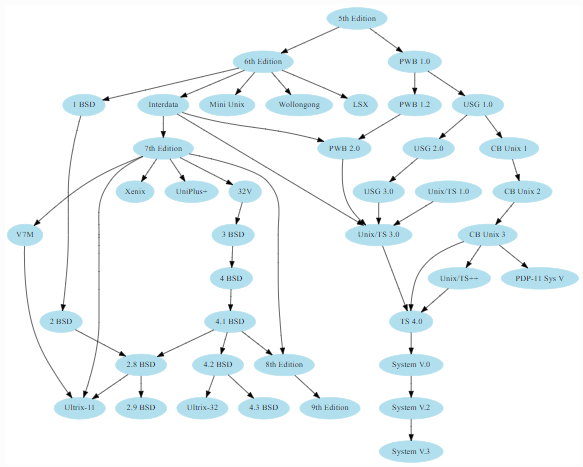 5th Edition
6th Edition
PWB 1.0
1 BSD
Interdata
Mini Unix
Wollongong
LSX
PWB 1.2
USG 1.0
7th Edition
PWB 2.0
USG 2.0
CB Unix 1
Xenix
UniPlus+
32V
USG 3.0
Unix/TS 1.0
CB Unix 2
V7M
3 BSD
Unix/TS 3.0
CB Unix 3
4 BSD
Unix/TS++
PDP-11 Sys V
2 BSD
4.1 BSD
TS 4.0
2.8 BSD
4.2 BSD
8th Edition
System V.0
Ultrix-11
2.9 BSD
Ultrix-32
4.3 BSD
9th Edition
System V.2
System V.3